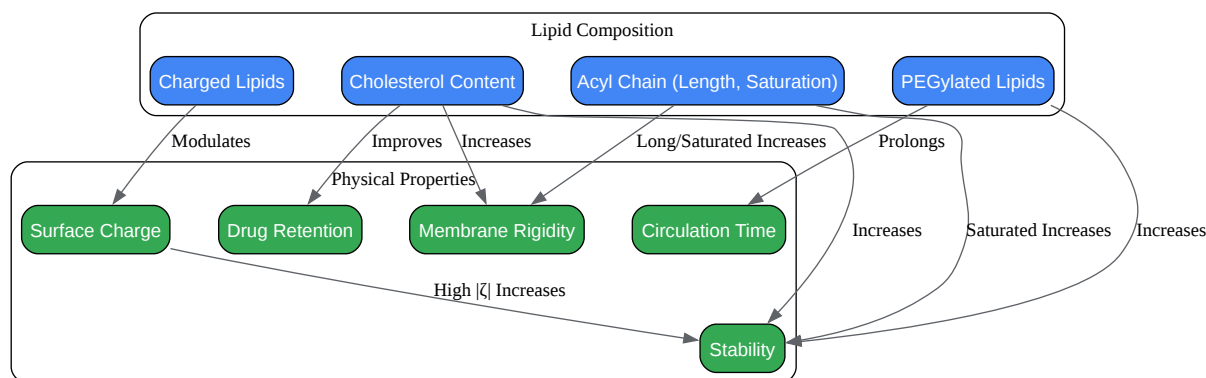 Lipid Composition
Charged Lipids
Cholesterol Content
Acyl Chain (Length, Saturation)
PEGylated Lipids
Modulates
Improves
Increases
Long/Saturated Increases
Prolongs
Physical Properties
Surface Charge
Drug Retention
Membrane Rigidity
Circulation Time
Increases
Saturated Increases
Increases
High |ζ| Increases
Stability